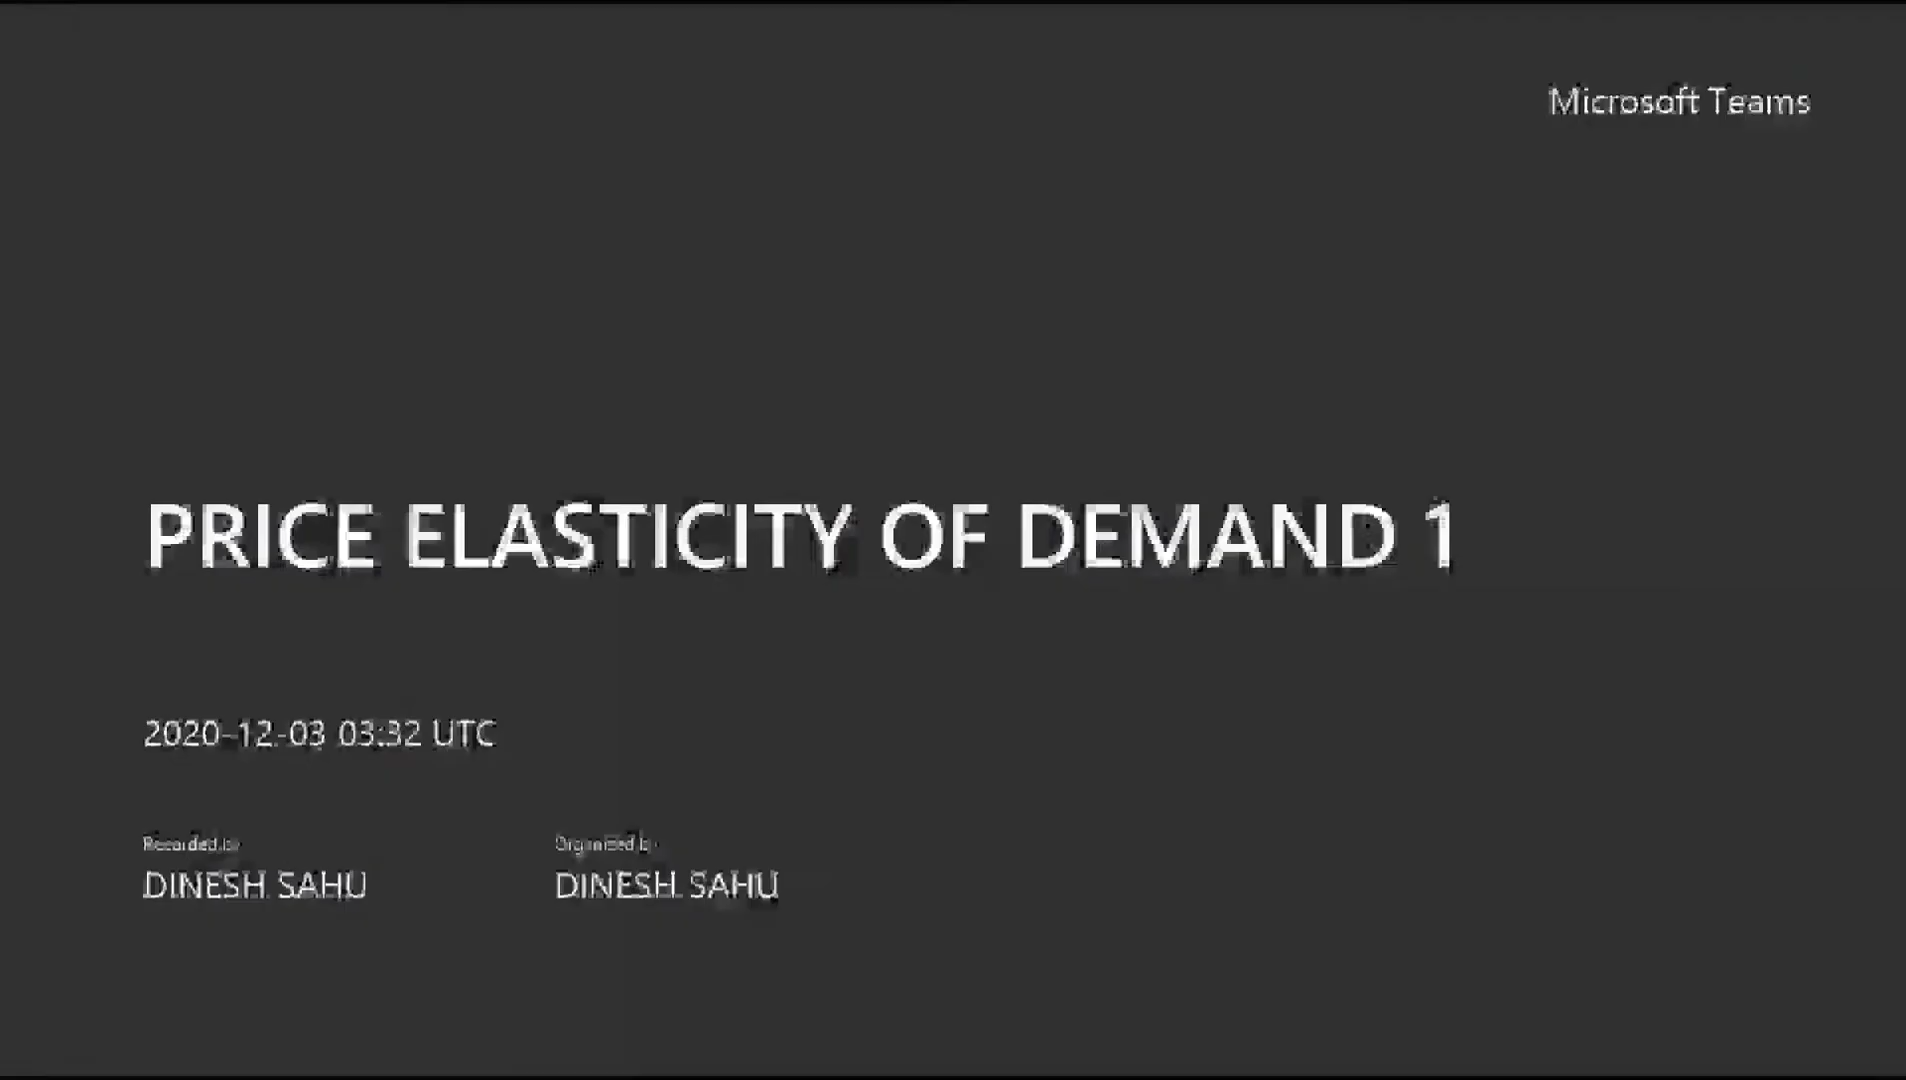 Microsoft Teams
PRICE ELASTICITY OF DEMAND 1
2020-12-03 03:32 UTC
Recorded by
Organized by
DINESH SAHU
DINESH SAHU